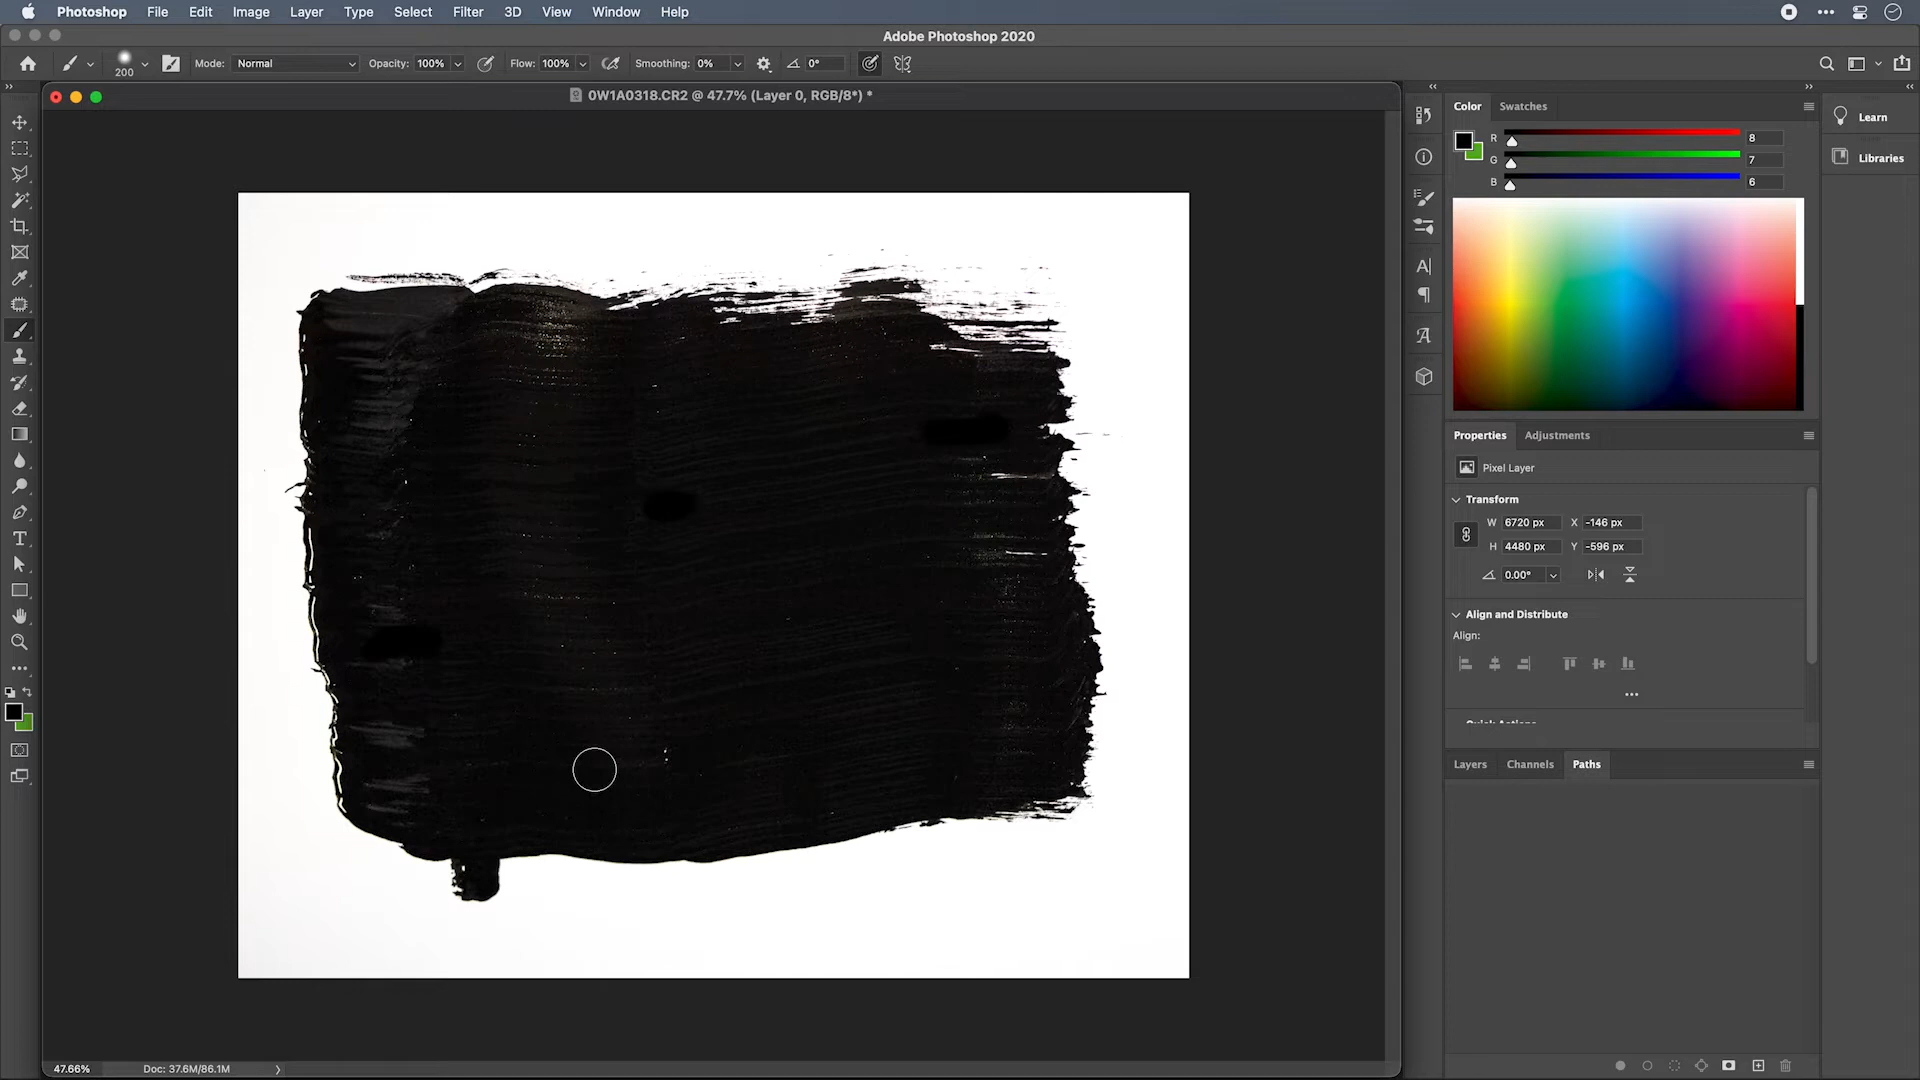 Photoshop File Edit Image Layer Type Select Filter 3D View Window Help
Adobe Photoshop 2020
200 Mode: Normal Opacity: 100% Flow: 100% Smoothing: 0% 0°
0W1A0318.CR2 @ 47.7% (Layer 0, RGB/8*) *
Color Swatches
R 8
G 7
B 6
Learn
Libraries
Properties Adjustments
Pixel Layer
Transform
W 6720 px X -146 px
H 4480 px Y -596 px
0.00°
Align and Distribute
Align:
Quick Actions
Layers Channels Paths
47.66% Doc: 37.6M/86.1M